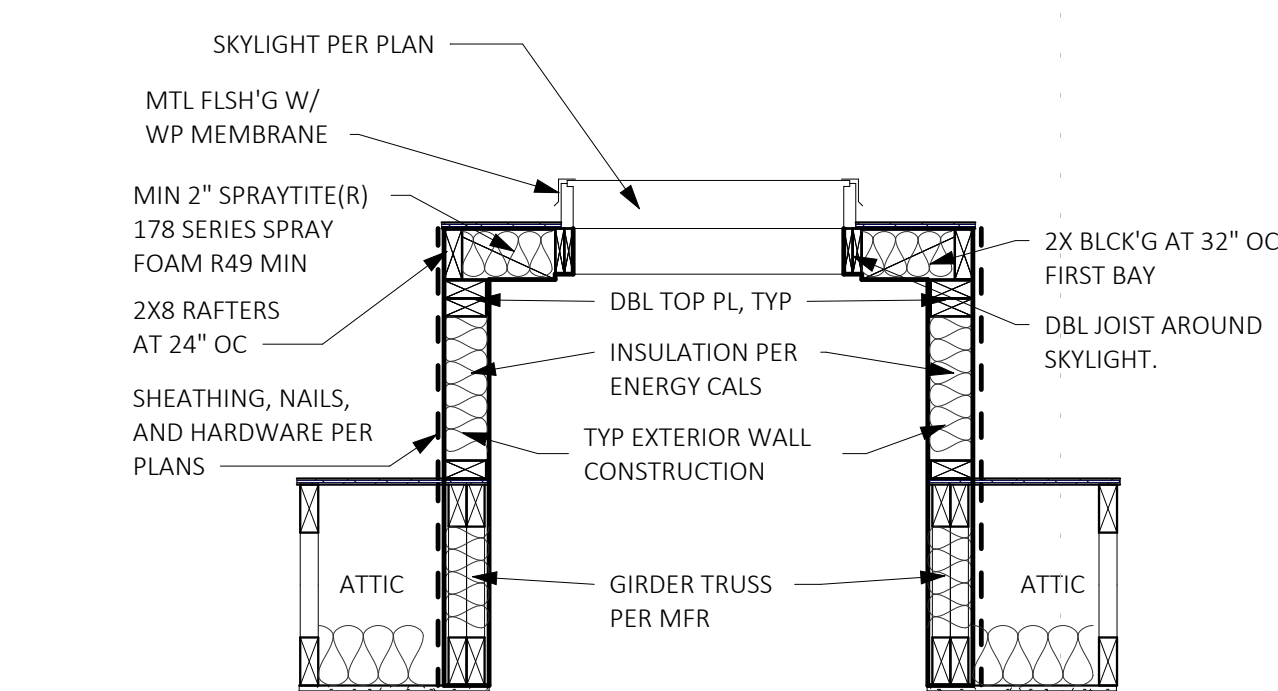 SKYLIGHT PER PLAN
MTL FLSH'G W/
WP MEMBRANE
MIN 2" SPRAYTITE(R)
178 SERIES SPRAY
FOAM R49 MIN
2X8 RAFTERS
AT 24" OC
SHEATHING, NAILS,
AND HARDWARE PER
PLANS
2X BLCK'G AT 32" OC
FIRST BAY
DBL TOP PL, TYP
DBL JOIST AROUND
SKYLIGHT.
INSULATION PER
ENERGY CALS
TYP EXTERIOR WALL
CONSTRUCTION
ATTIC
GIRDER TRUSS
PER MFR
ATTIC